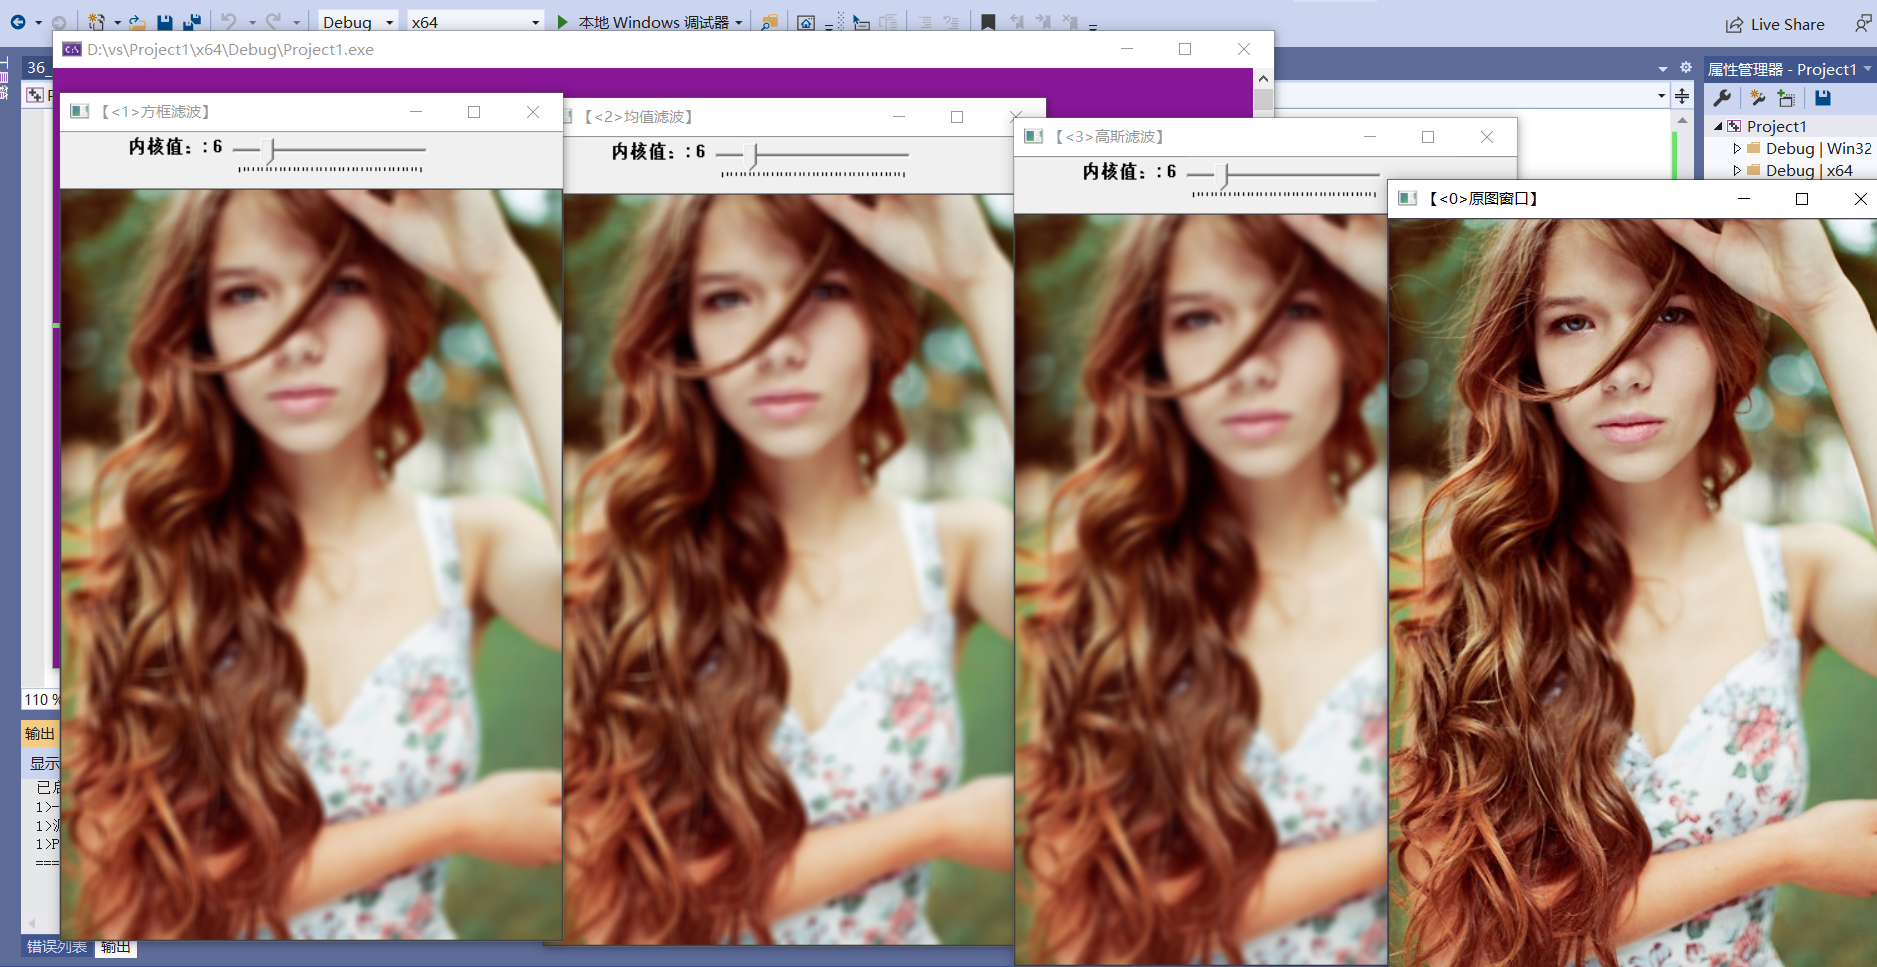 Debug
x64
本地 Windows 调试器
Live Share
D:\vs\Project1\x64\Debug\Project1.exe
36_
属性管理器 - Project1
【<1>方框滤波】
【<2>均值滤波】
【<3>高斯滤波】
【<0>原图窗口】
内核值：: 6
内核值：: 6
内核值：: 6
Project1
Debug | Win32
Debug | x64
110 %
输出
显示
1>
1>
1>P
===
错误列表
输出